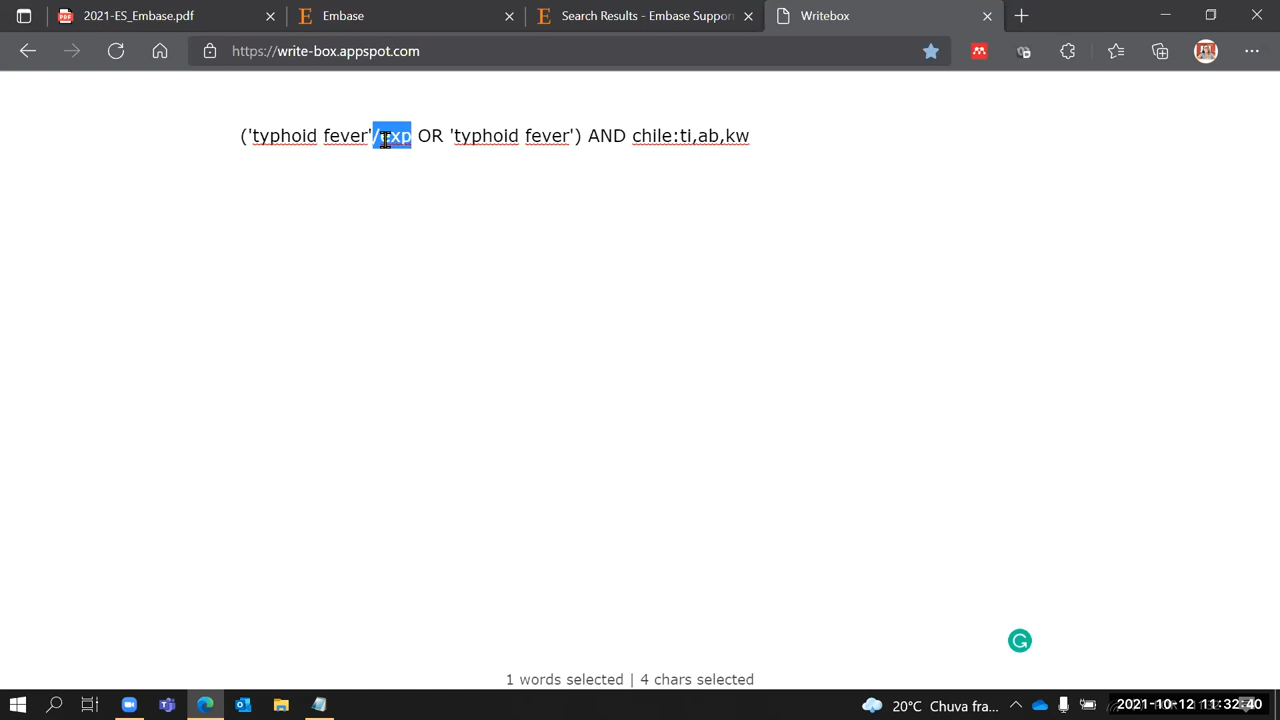 2021-ES_Embase.pdf
Embase
Search Results - Embase Suppor
Writebox
https://write-box.appspot.com
('typhoid fever'/exp OR 'typhoid fever') AND chile:ti,ab,kw
1 words selected | 4 chars selected
20°C Chuva fra...
2021-10-12 11:32:40